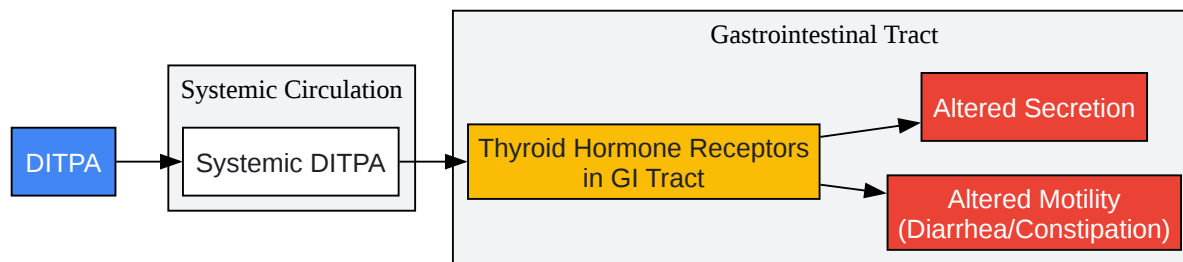 Gastrointestinal Tract
Systemic Circulation
DITPA
Systemic DITPA
Thyroid Hormone Receptors
in GI Tract
Altered Secretion
Altered Motility
(Diarrhea/Constipation)